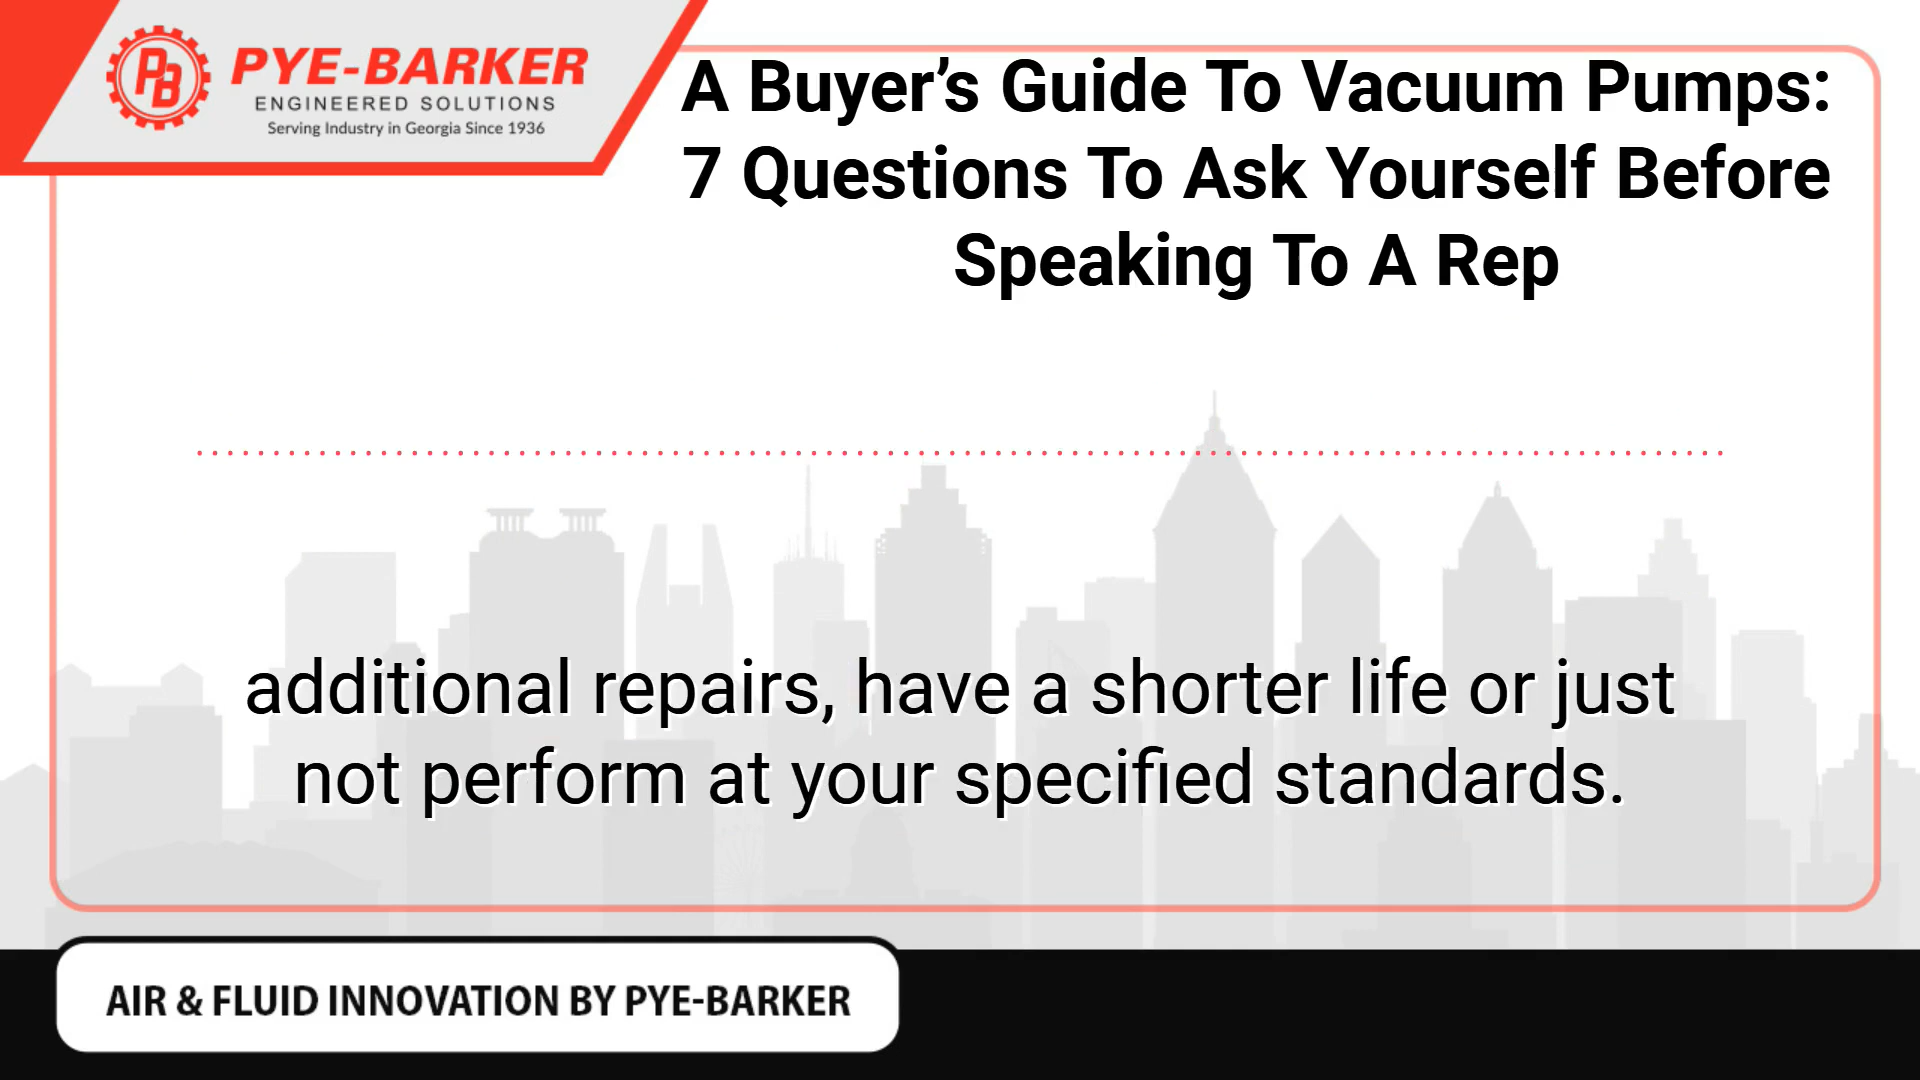 PB
PYE-BARKER
ENGINEERED SOLUTIONS
Serving Industry in Georgia Since 1936
A Buyer’s Guide To Vacuum Pumps:
7 Questions To Ask Yourself Before
Speaking To A Rep
additional repairs, have a shorter life or just
not perform at your specified standards.
AIR & FLUID INNOVATION BY PYE-BARKER